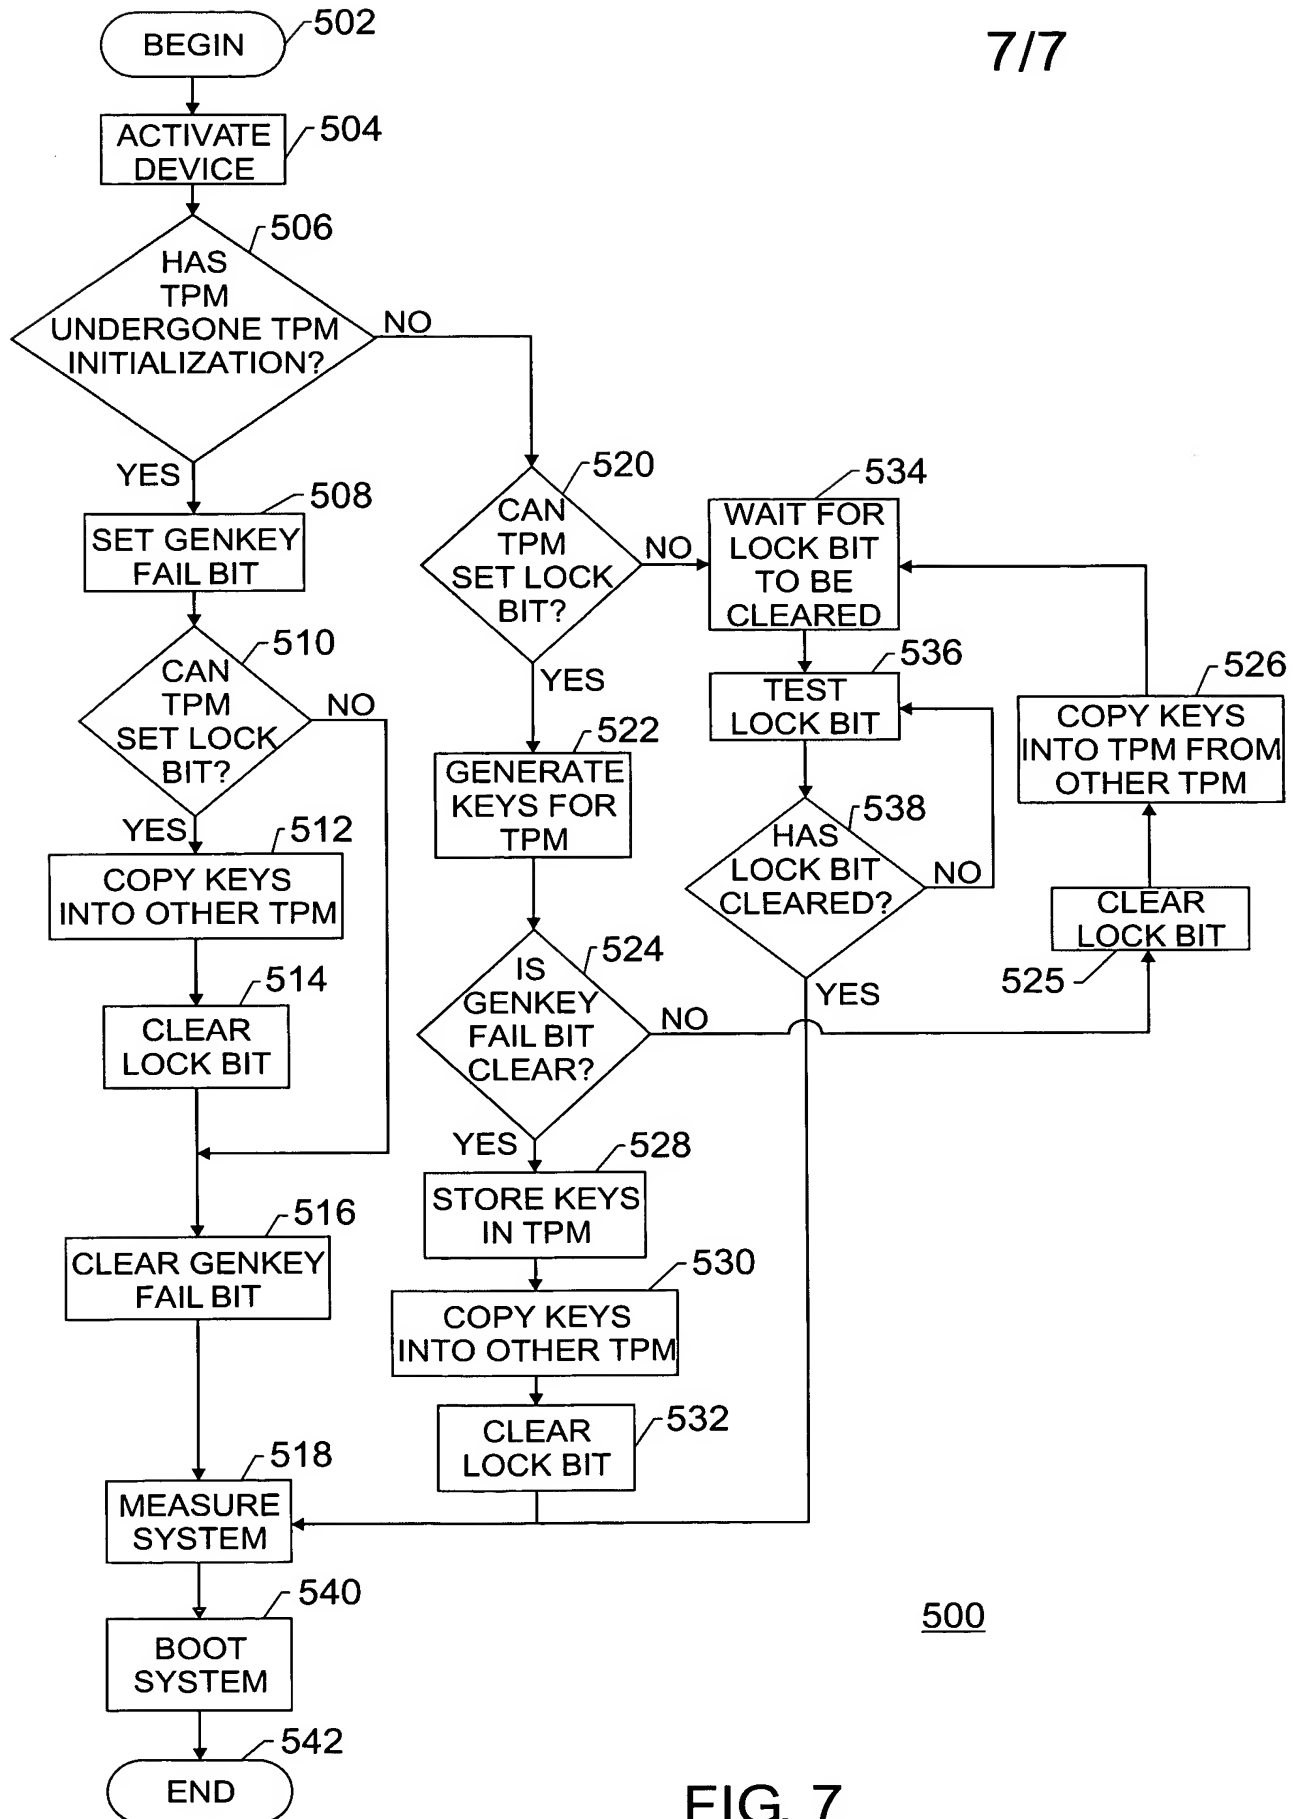 7/7
BEGIN
502
ACTIVATE
DEVICE
504
HAS
TPM
UNDERGONE TPM
INITIALIZATION?
506
NO
YES
SET GENKEY
FAIL BIT
508
CAN
TPM
SET LOCK
BIT?
510
NO
YES
COPY KEYS
INTO OTHER TPM
512
CLEAR
LOCK BIT
514
CLEAR GENKEY
FAIL BIT
516
MEASURE
SYSTEM
518
BOOT
SYSTEM
540
END
542
CAN
TPM
SET LOCK
BIT?
520
NO
YES
GENERATE
KEYS FOR
TPM
522
IS
GENKEY
FAIL BIT
CLEAR?
524
NO
YES
STORE KEYS
IN TPM
528
COPY KEYS
INTO OTHER TPM
530
CLEAR
LOCK BIT
532
WAIT FOR
LOCK BIT
TO BE
CLEARED
534
TEST
LOCK BIT
536
HAS
LOCK BIT
CLEARED?
538
NO
YES
COPY KEYS
INTO TPM FROM
OTHER TPM
526
CLEAR
LOCK BIT
525
500
FIG. 7